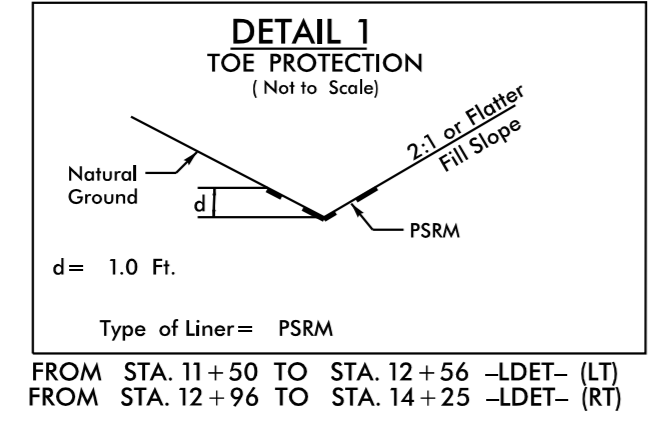 DETAIL 1
TOE PROTECTION
( Not to Scale)
2:1 or Flatter
Fill Slope
Natural
Ground
d
PSRM
d= 1.0 Ft.
Type of Liner= PSRM
FROM STA. 11+50 TO STA. 12+56 -LDET- (LT)
FROM STA. 12+96 TO STA. 14+25 -LDET- (RT)